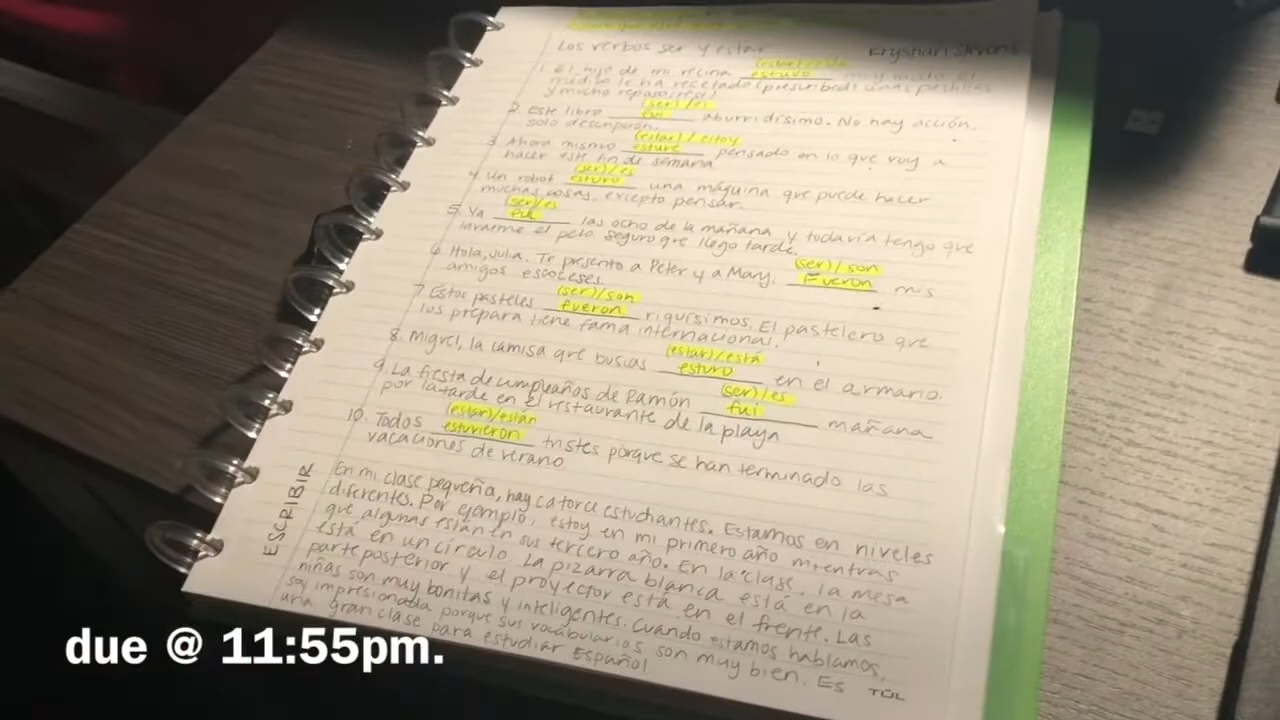 Los verbos ser y estar
(estar)/está
1. El hijo de mi vecina estuvo muy malo. El
médico le ha recetado (prescribed) unas pastillas
y mucho reposo (rest)
(ser)/es
2. Este libro fui aburridísimo. No hay acción,
solo descripción.
(estar)/estoy
3. Ahora mismo estuve pensado en lo que voy a
hacer este fin de semana
(ser)/es
4. Un robot estuvo una máquina que puede hacer
muchas cosas, excepto pensar.
(ser)/es
5. Ya fui las ocho de la mañana y todavía tengo que
lavarme el pelo. Seguro que llego tarde.
(ser)/son
6. Hola, Julia. Te presento a Peter y a Mary. Fueron mis
amigos escoceses.
(ser)/son
7. Estos pasteles fueron riquísimos. El pastelero que
los prepara tiene fama internacional.
(estar)/está
8. Miguel, la camisa que buscas estuvo en el armario.
(ser)/es
9. La fiesta de cumpleaños de Ramón fui mañana
por la tarde en el restaurante de la playa
(estar)/están
10. Todos estuvieron tristes porque se han terminado las
vacaciones de verano
ESCRIBIR
En mi clase pequeña, hay catorce estudiantes. Estamos en niveles
diferentes. Por ejemplo, estoy en mi primero año mientras
que algunas están en sus tercero año. En la clase, la mesa
está en un círculo. La pizarra blanca está en la
parte posterior y el proyector está en el frente. Las
niñas son muy bonitas y inteligentes. Cuando estamos hablamos,
soy impresionada porque sus vocabularios son muy bien. Es
una gran clase para estudiar Español
TUL
due @ 11:55pm.